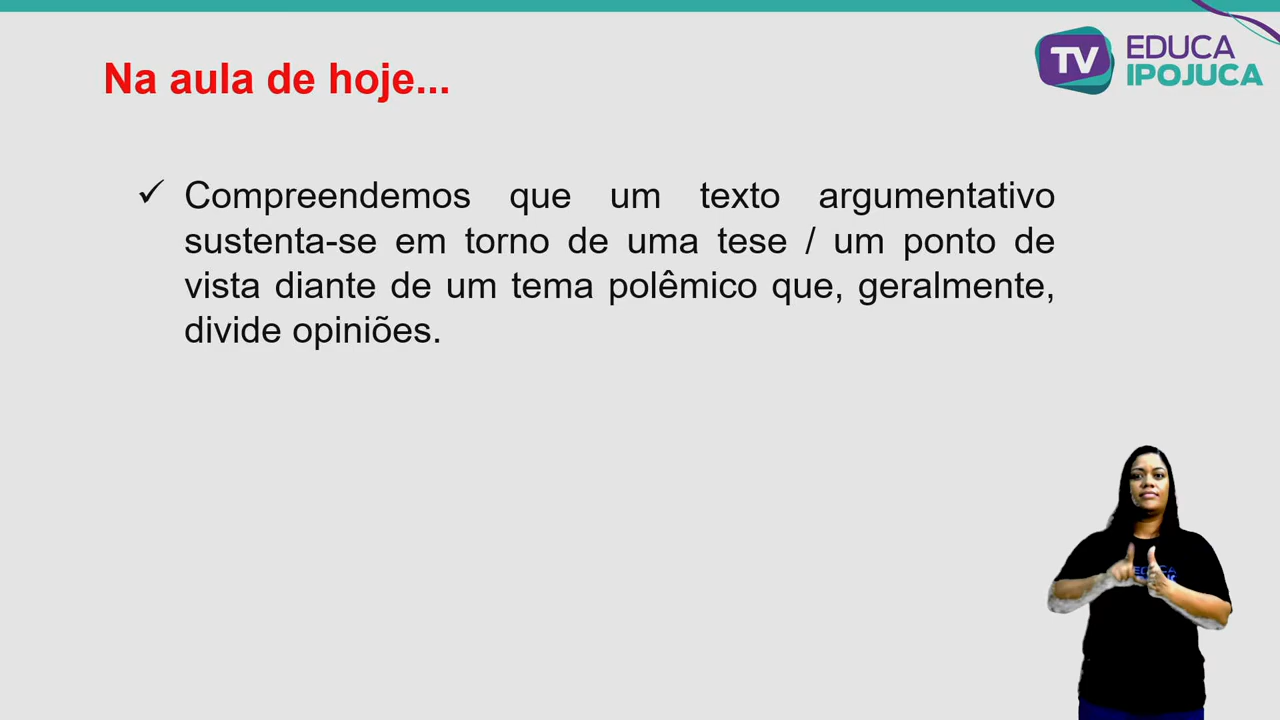 Na aula de hoje...
TV EDUCA
IPOJUCA
✓ Compreendemos que um texto argumentativo
sustenta-se em torno de uma tese / um ponto de
vista diante de um tema polêmico que, geralmente,
divide opiniões.
EDUCA